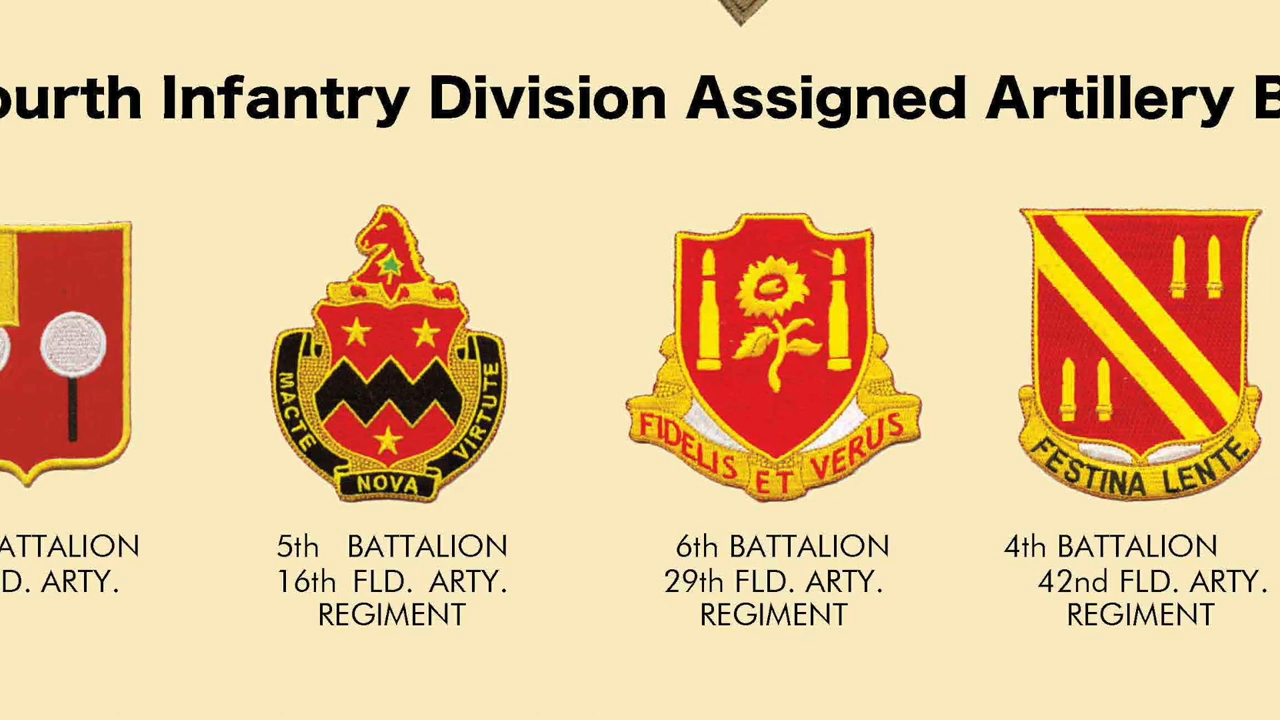 ourth Infantry Division Assigned Artillery B
MACTE NOVA VIRTUTE
FIDELIS ET VERUS
FESTINA LENTE
ATTALION
D. ARTY.
5th BATTALION
16th FLD. ARTY.
REGIMENT
6th BATTALION
29th FLD. ARTY.
REGIMENT
4th BATTALION
42nd FLD. ARTY.
REGIMENT